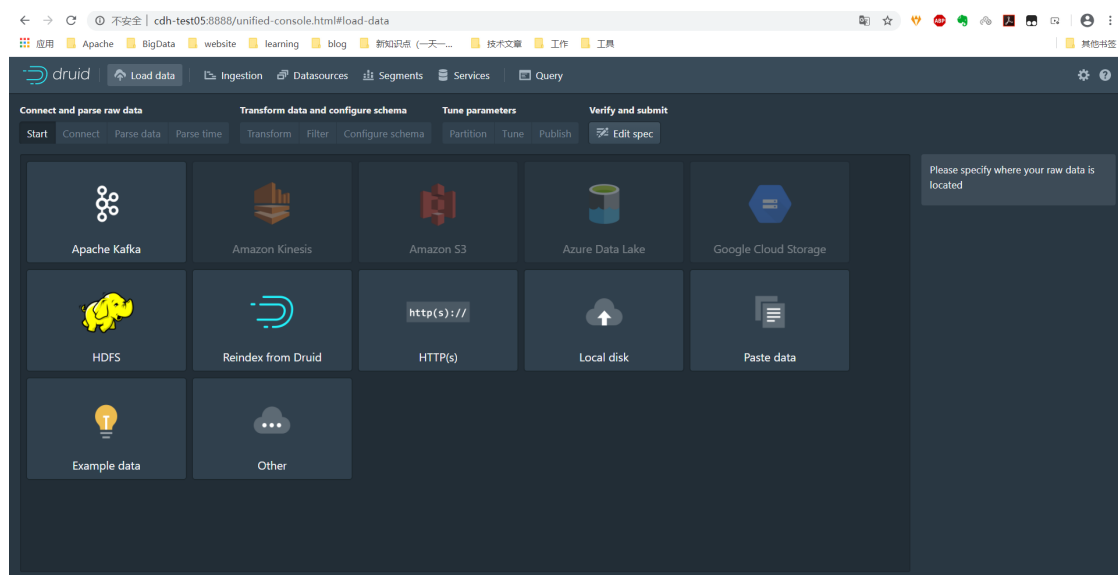 不安全 | cdh-test05:8888/unified-console.html#load-data
应用 Apache BigData website learning blog 新知识点 (一天一... 技术文章 工作 工具 其他书签
druid Load data Ingestion Datasources Segments Services Query
Connect and parse raw data Transform data and configure schema Tune parameters Verify and submit
Start Connect Parse data Parse time Transform Filter Configure schema Partition Tune Publish Edit spec
Please specify where your raw data is
located
Apache Kafka Amazon Kinesis Amazon S3 Azure Data Lake Google Cloud Storage
http(s)://
HDFS Reindex from Druid HTTP(s) Local disk Paste data
Example data Other